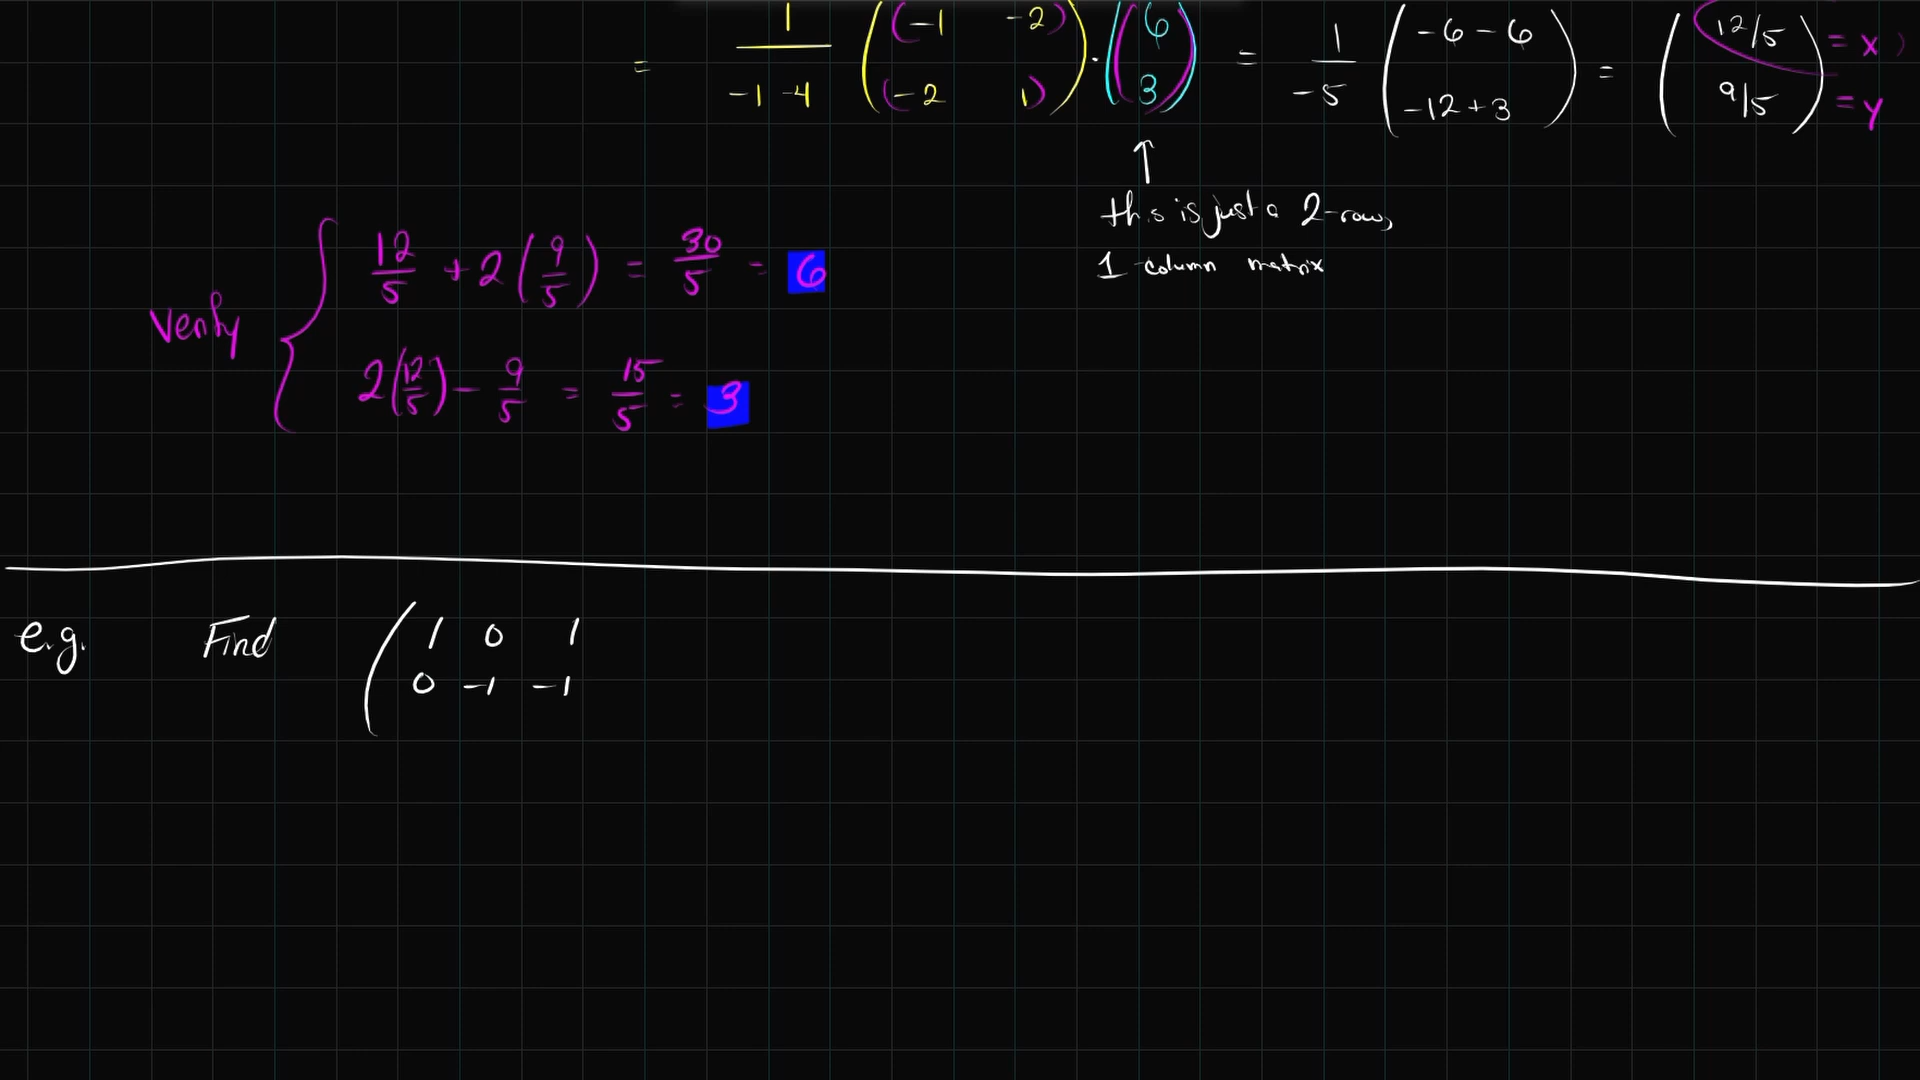 = 1/(-1-4) ((-1 -2) (-2 1)) · (6 3) = 1/-5 (-6-6 -12+3) = (12/5 9/5) = x = y
this is just a 2-row,
1-column matrix
Verify { 12/5 + 2(9/5) = 30/5 = 6
2(12/5) - 9/5 = 15/5 = 3
e.g. Find ( 1 0 1
0 -1 -1